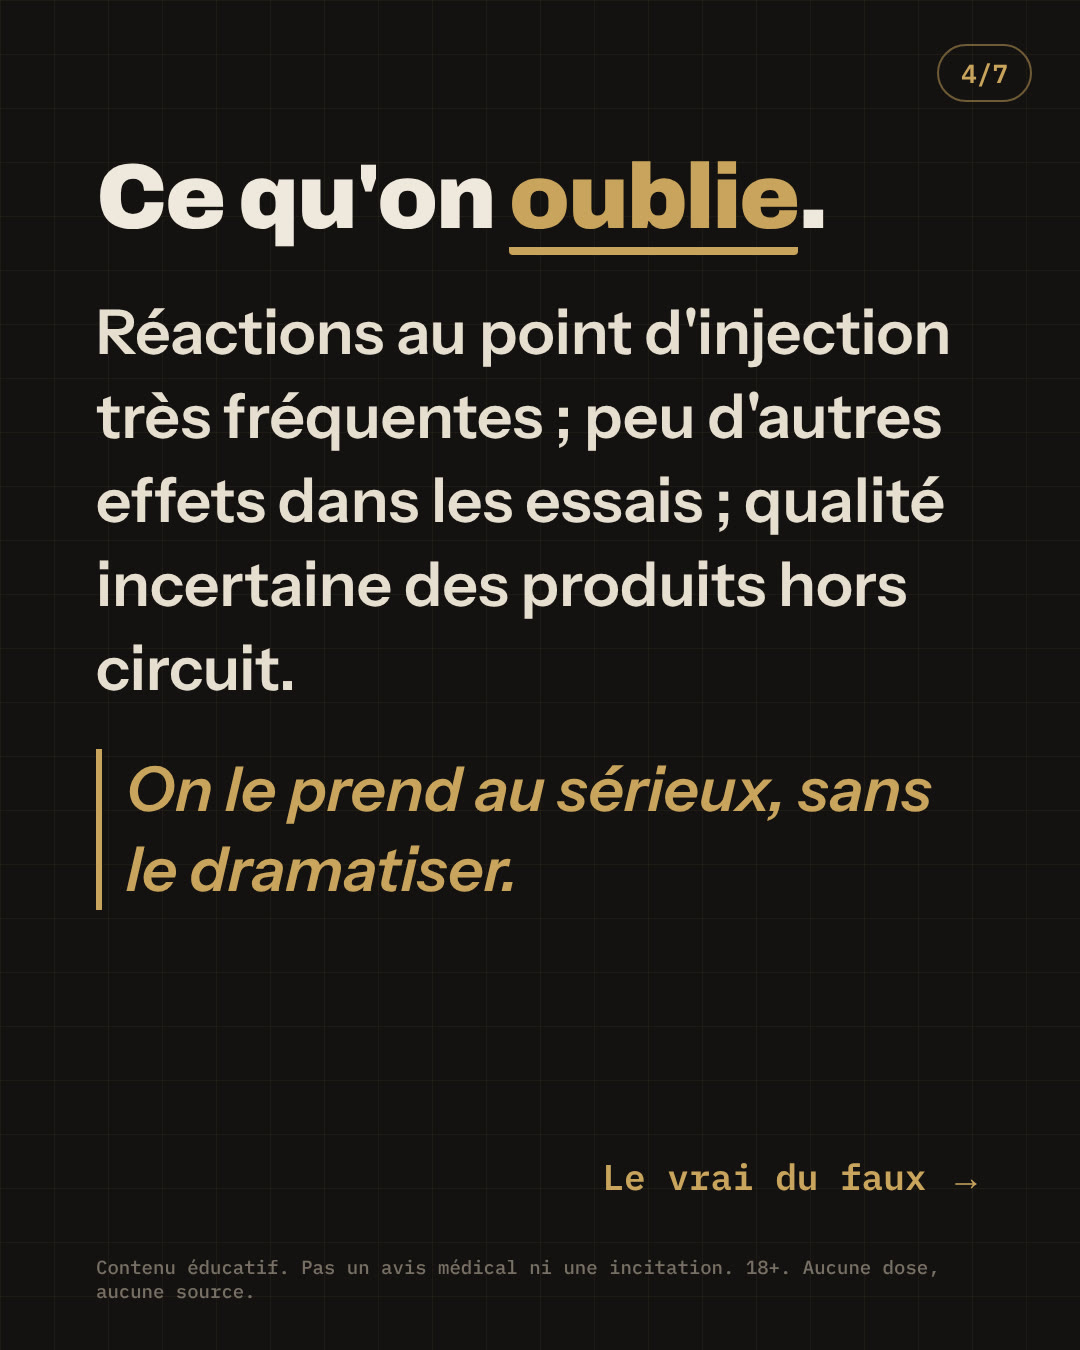 4/7
Ce qu'on oublie.
Réactions au point d'injection
très fréquentes ; peu d'autres
effets dans les essais ; qualité
incertaine des produits hors
circuit.
On le prend au sérieux, sans
le dramatiser.
Le vrai du faux →
Contenu éducatif. Pas un avis médical ni une incitation. 18+. Aucune dose,
aucune source.